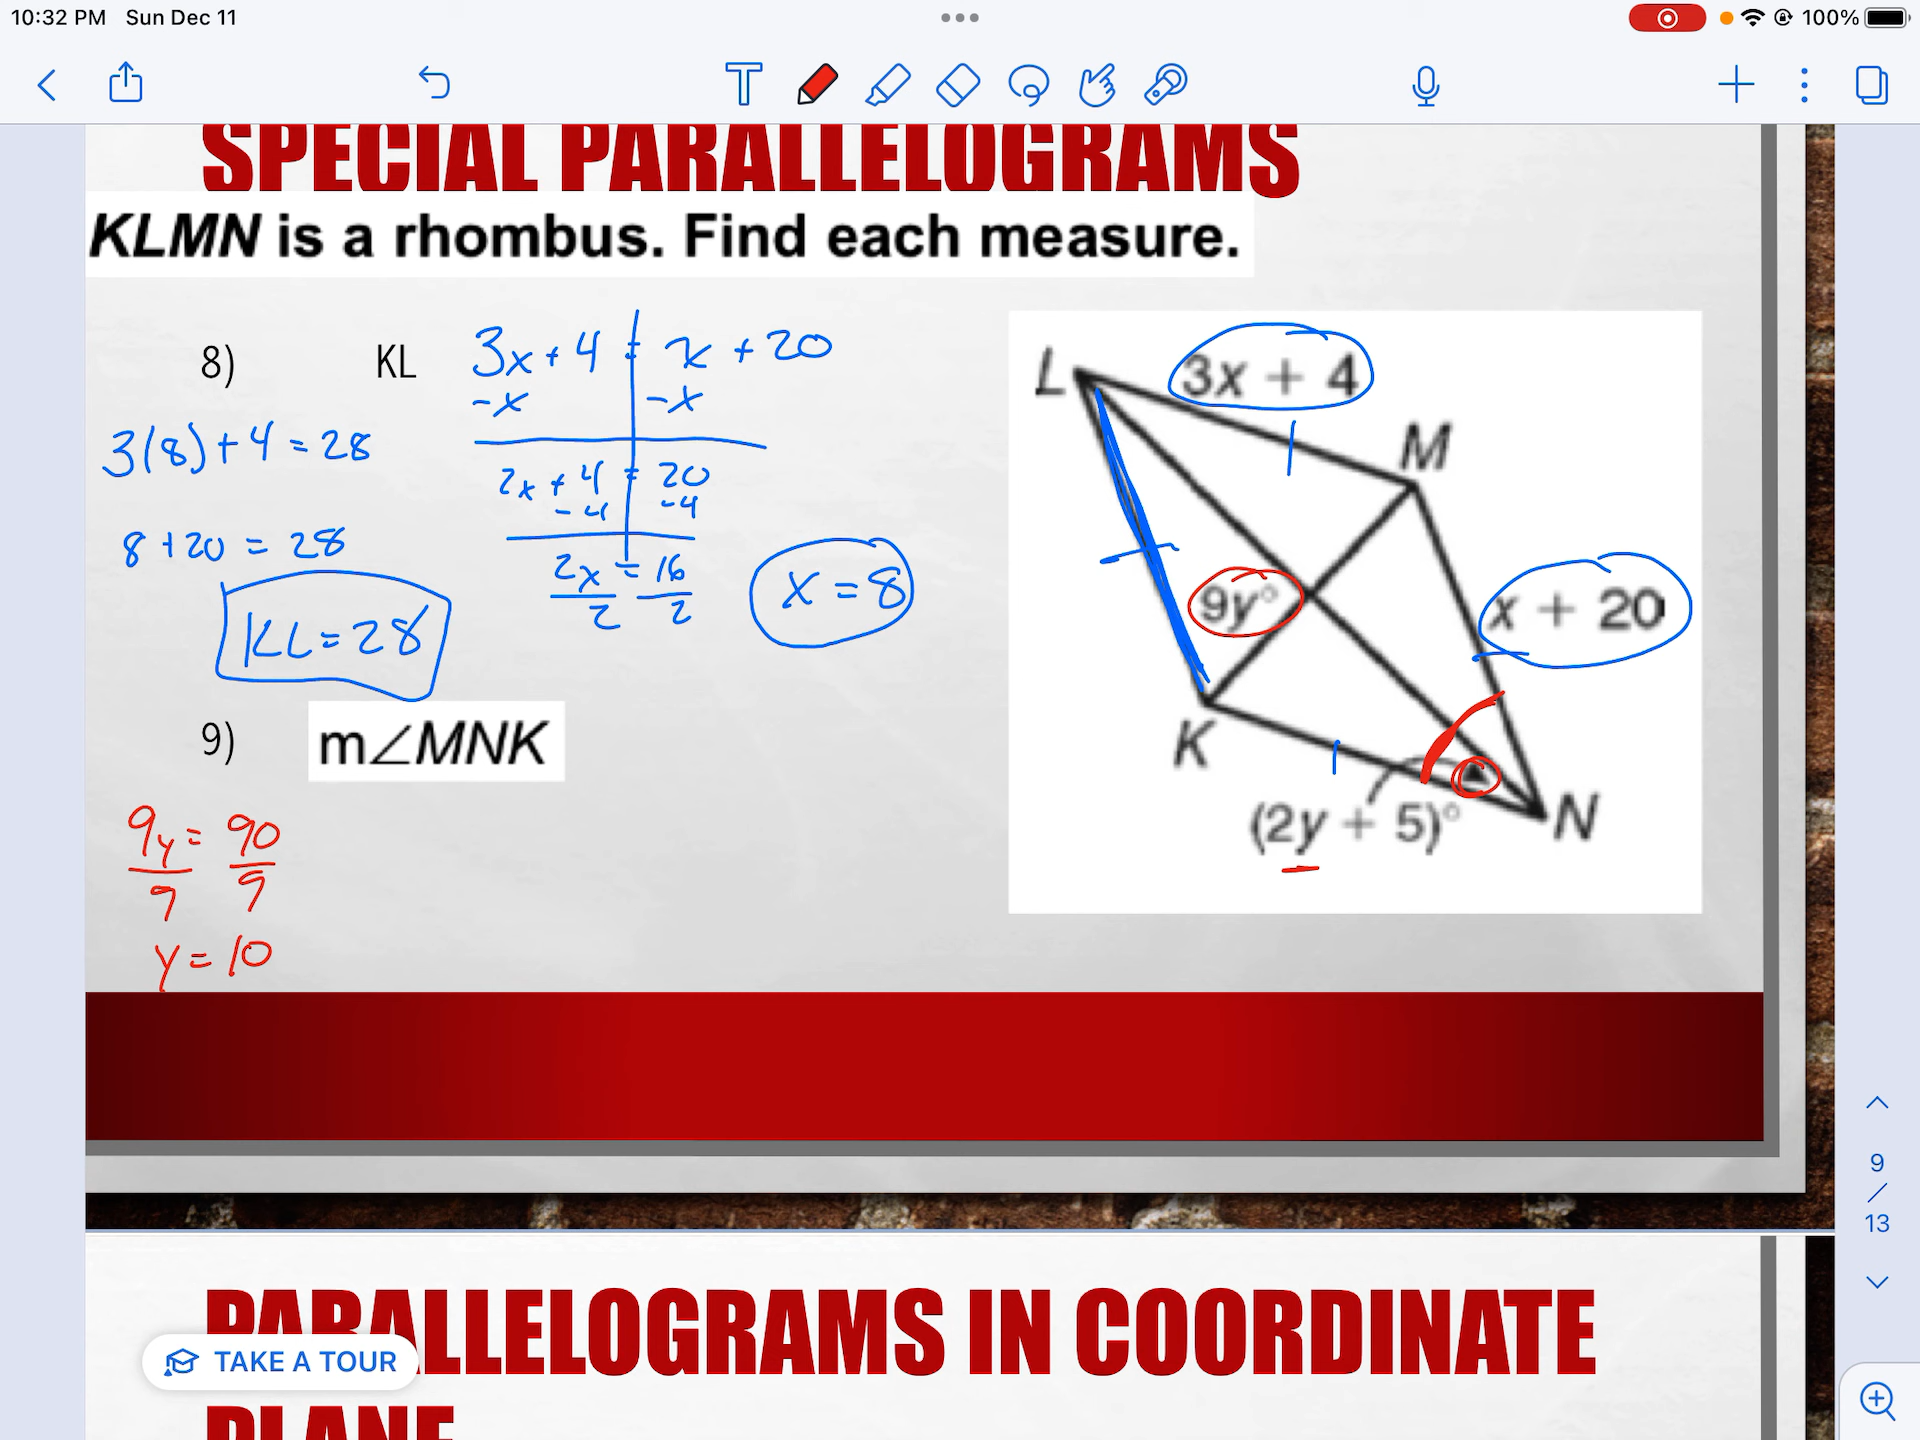 10:32 PM Sun Dec 11
100%
SPECIAL PARALLELOGRAMS
KLMN is a rhombus. Find each measure.
8) KL
3x + 4 = x + 20
-x -x
2x + 4 = 20
-4 -4
2x = 16
2 2
x = 8
3(8) + 4 = 28
8 + 20 = 28
KL = 28
9) m∠MNK
9y = 90
9 9
y = 10
L
3x + 4
M
9y°
x + 20
K
(2y + 5)°
N
9
/
13
PARALLELOGRAMS IN COORDINATE
PLANE
TAKE A TOUR